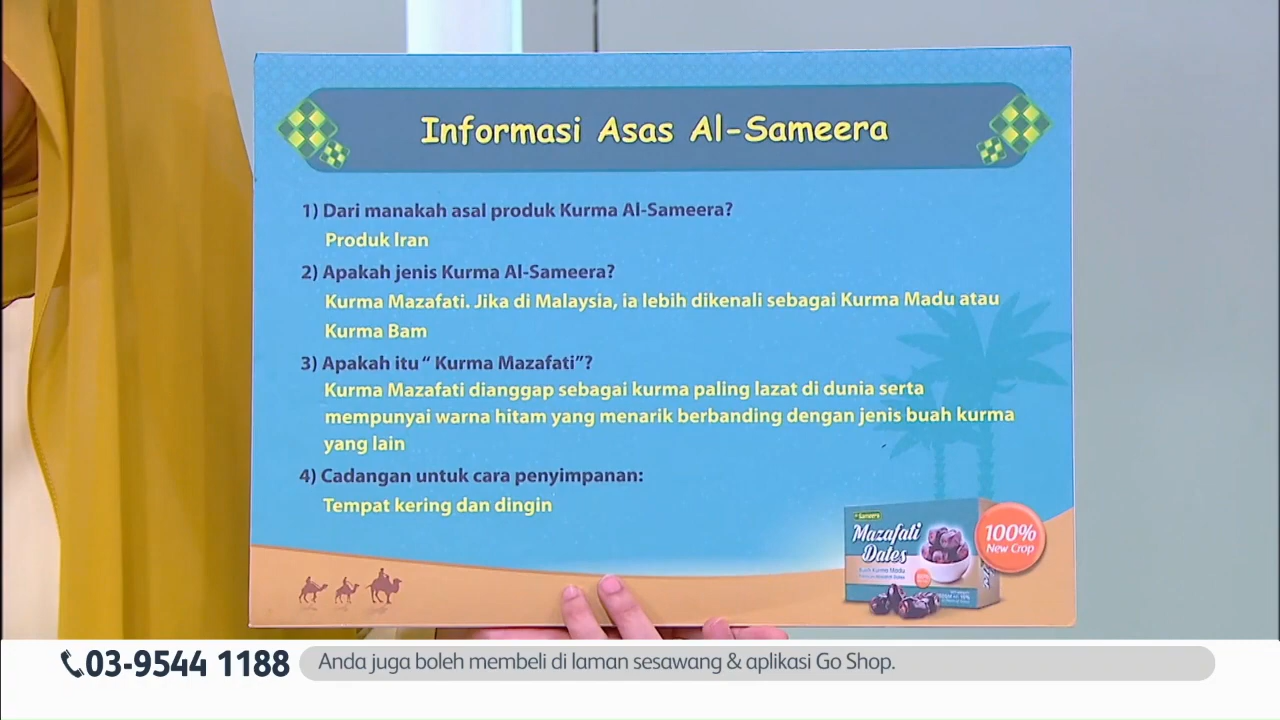 Informasi Asas Al-Sameera
1) Dari manakah asal produk Kurma Al-Sameera?
Produk Iran
2) Apakah jenis Kurma Al-Sameera?
Kurma Mazafati. Jika di Malaysia, ia lebih dikenali sebagai Kurma Madu atau
Kurma Bam
3) Apakah itu “ Kurma Mazafati”?
Kurma Mazafati dianggap sebagai kurma paling lazat di dunia serta
mempunyai warna hitam yang menarik berbanding dengan jenis buah kurma
yang lain
4) Cadangan untuk cara penyimpanan:
Tempat kering dan dingin
Sameera
Mazafati
Dates
Buah Kurma Madu
100%
New Crop
03-9544 1188
Anda juga boleh membeli di laman sesawang & aplikasi Go Shop.